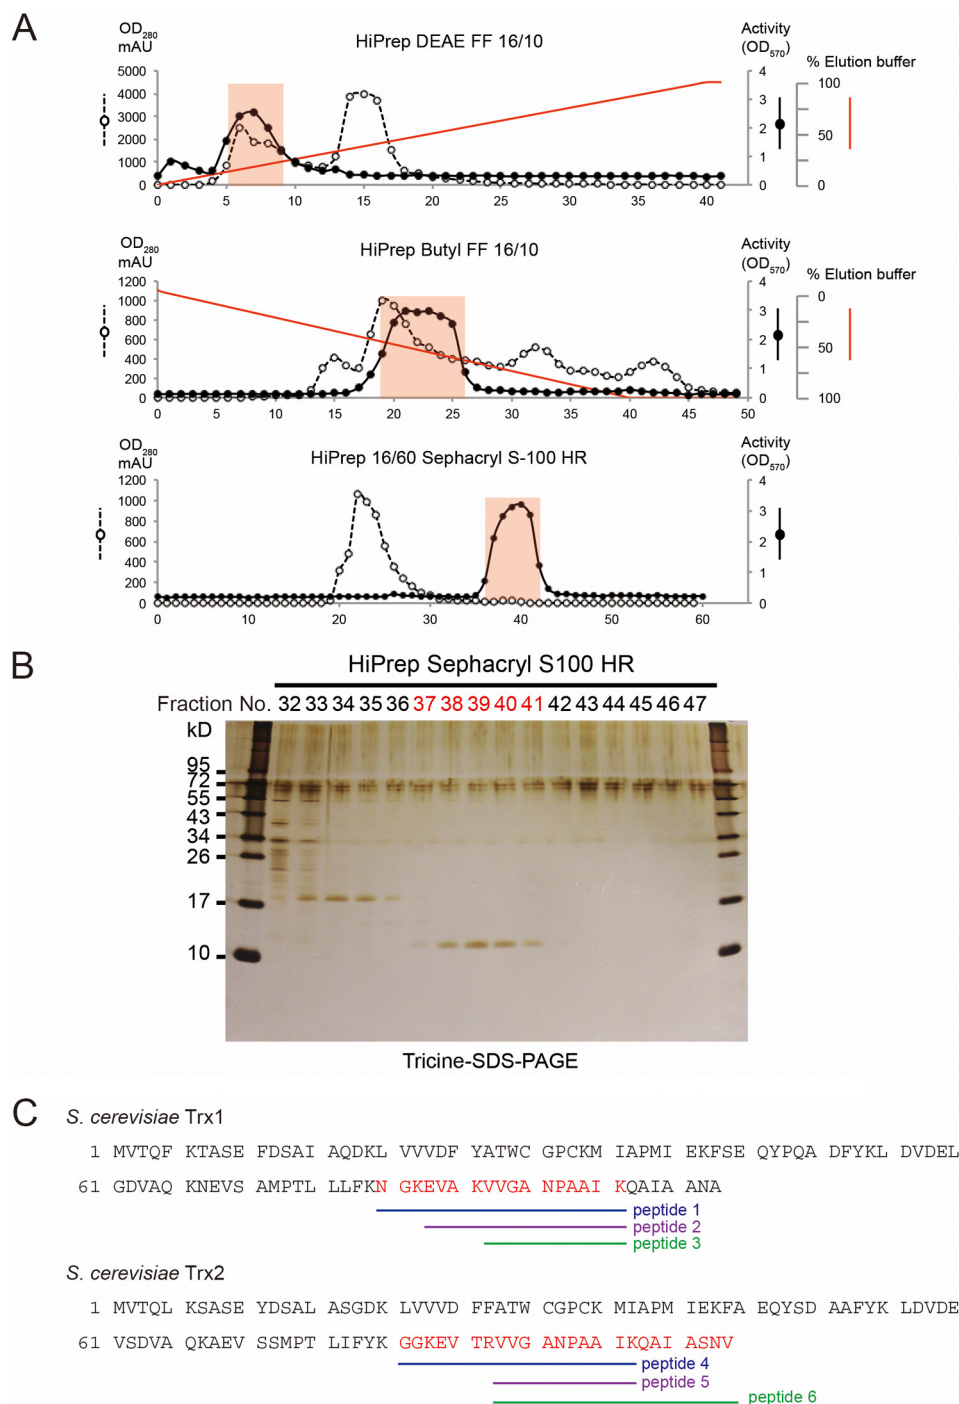 A
HiPrep DEAE FF 16/10
OD280 mAU
Activity (OD570)
% Elution buffer
5000
4000
3000
2000
1000
0
4
3
2
1
0
100
50
0
0 5 10 15 20 25 30 35 40
HiPrep Butyl FF 16/10
OD280 mAU
Activity (OD570)
% Elution buffer
1200
1000
800
600
400
200
0
4
3
2
1
0
0
50
100
0 5 10 15 20 25 30 35 40 45 50
HiPrep 16/60 Sephacryl S-100 HR
OD280 mAU
Activity (OD570)
1200
1000
800
600
400
200
0
4
3
2
1
0
0 20 30 40 50 60
B
HiPrep Sephacryl S100 HR
Fraction No. 32 33 34 35 36 37 38 39 40 41 42 43 44 45 46 47
kD
95
72
55
43
34
26
17
10
Tricine-SDS-PAGE
C
S. cerevisiae Trx1
1 MVTQF KTASE FDSAI AQDKL VVVDF YATWC GPCKM IAPMI EKFSE QYPQA DFYKL DVDEL
61 GDVAQ KNEVS AMPTL LLFKN GKEVA KVVGA NPAAI KQAIA ANA
peptide 1
peptide 2
peptide 3
S. cerevisiae Trx2
1 MVTQL KSASE YDSAL ASGDK LVVVD FFATW CGPCK MIAPM IEKFA EQYSD AAFYK LDVDE
61 VSDVA QKAEV SSMPT LIFYK GGKEV TRVVG ANPAA IKQAI ASNV
peptide 4
peptide 5
peptide 6